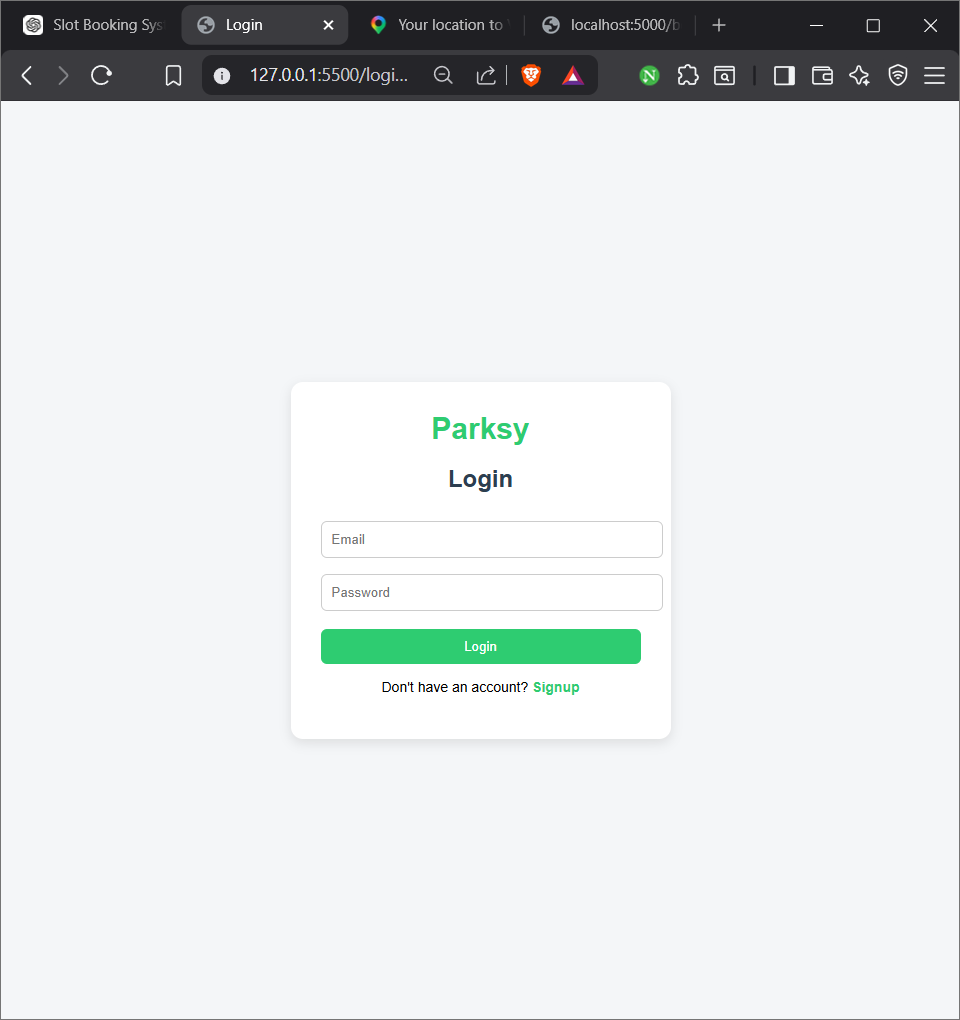 Slot Booking Sys
Login
Your location to
localhost:5000/b
127.0.0.1:5500/logi...
Parksy
Login
Email
Password
Login
Don't have an account? Signup